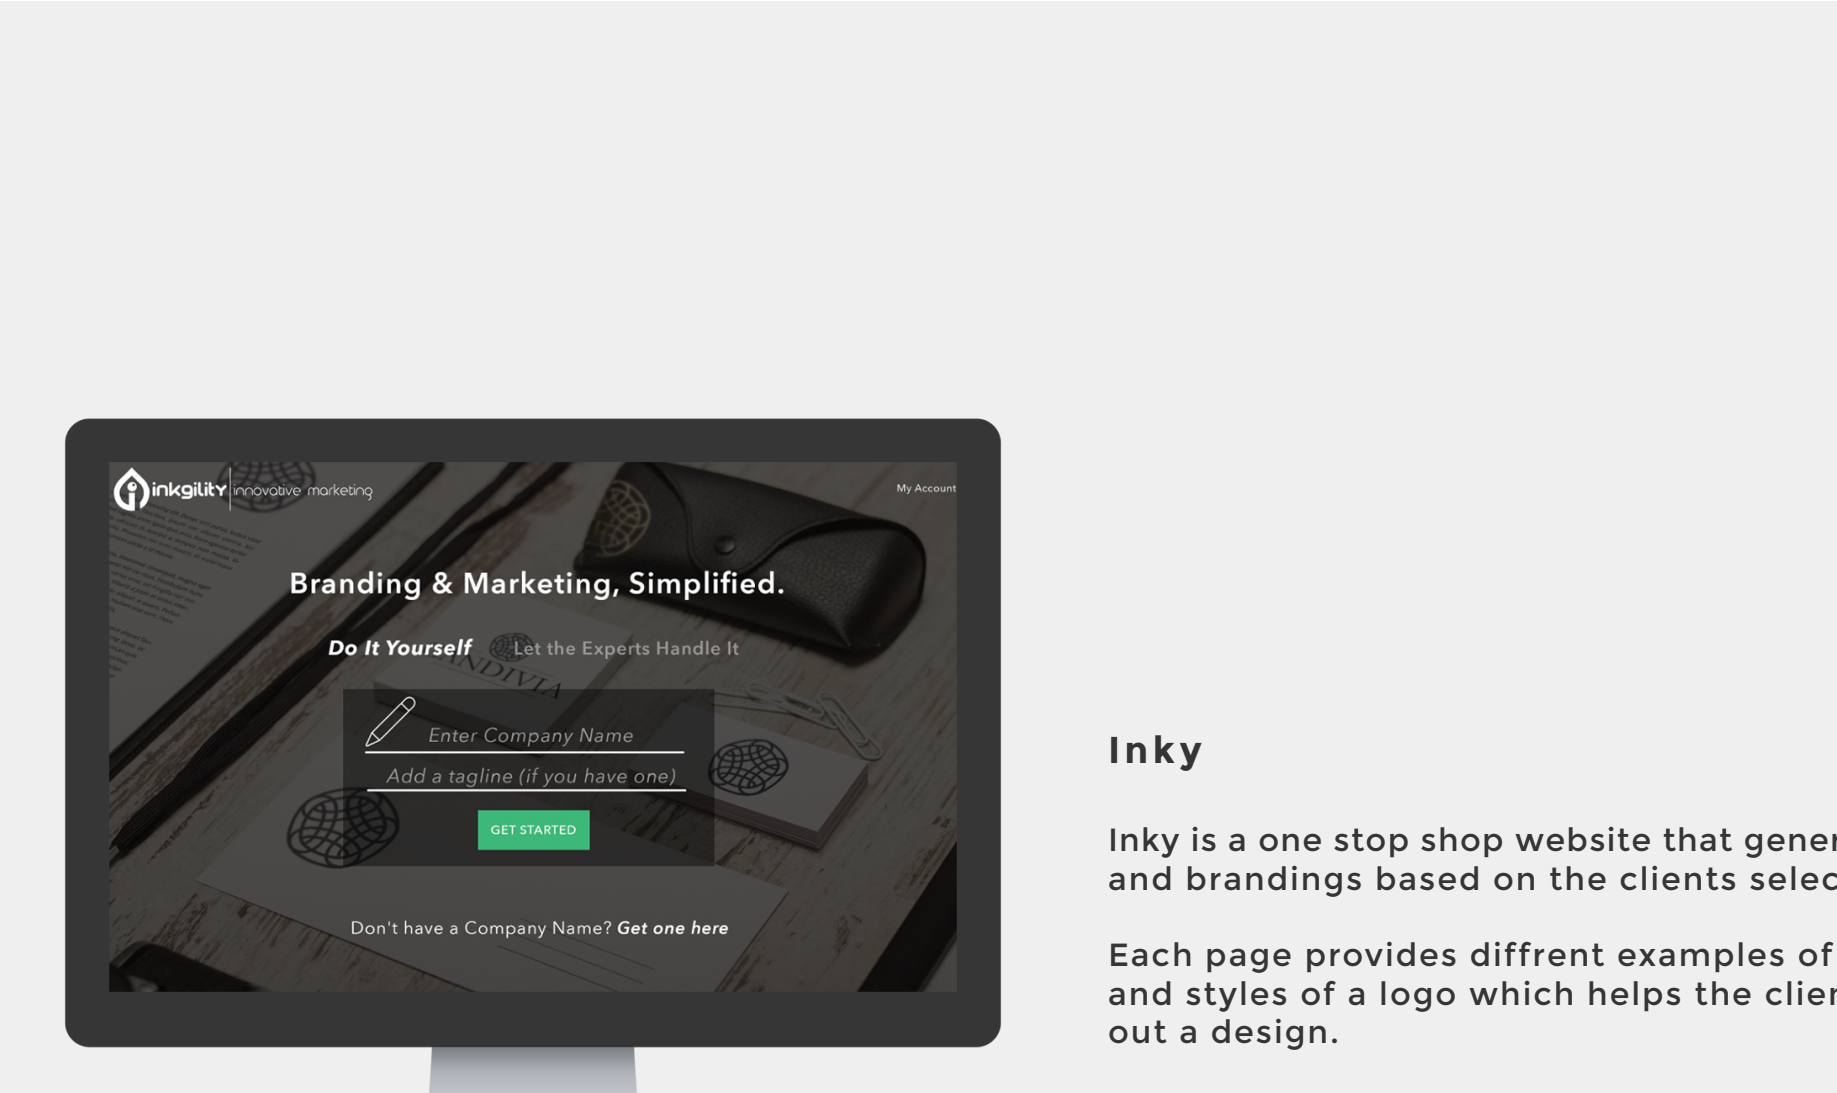 inkgility innovative marketing
My Account
Branding & Marketing, Simplified.
Do It Yourself Let the Experts Handle It
Enter Company Name
Add a tagline (if you have one)
GET STARTED
Don't have a Company Name? Get one here
Inky
Inky is a one stop shop website that gener
and brandings based on the clients selec
Each page provides diffrent examples of
and styles of a logo which helps the clien
out a design.